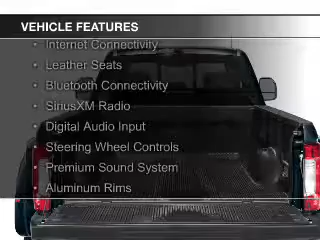 VEHICLE FEATURES
• Internet Connectivity
• Leather Seats
• Bluetooth Connectivity
• SiriusXM Radio
Digital Audio Input
• Steering Wheel Controls
• Premium Sound System
• Aluminum Rims